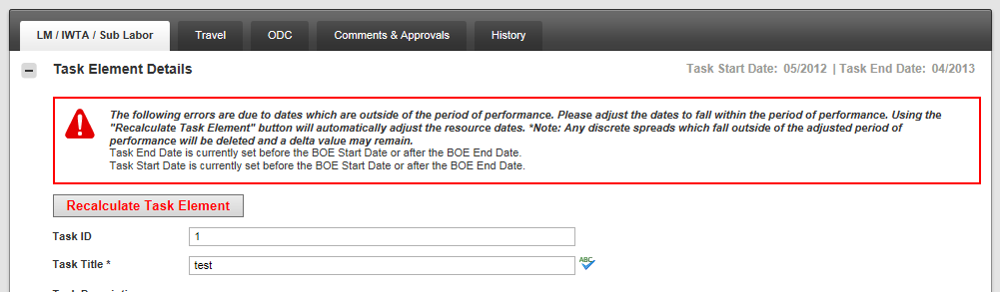 LM / IWTA / Sub Labor Travel ODC Comments & Approvals History
Task Element Details Task Start Date: 05/2012 | Task End Date: 04/2013
The following errors are due to dates which are outside of the period of performance. Please adjust the dates to fall within the period of performance. Using the
"Recalculate Task Element" button will automatically adjust the resource dates. *Note: Any discrete spreads which fall outside of the adjusted period of
performance will be deleted and a delta value may remain.
Task End Date is currently set before the BOE Start Date or after the BOE End Date.
Task Start Date is currently set before the BOE Start Date or after the BOE End Date.
Recalculate Task Element
Task ID 1
Task Title * test ABC